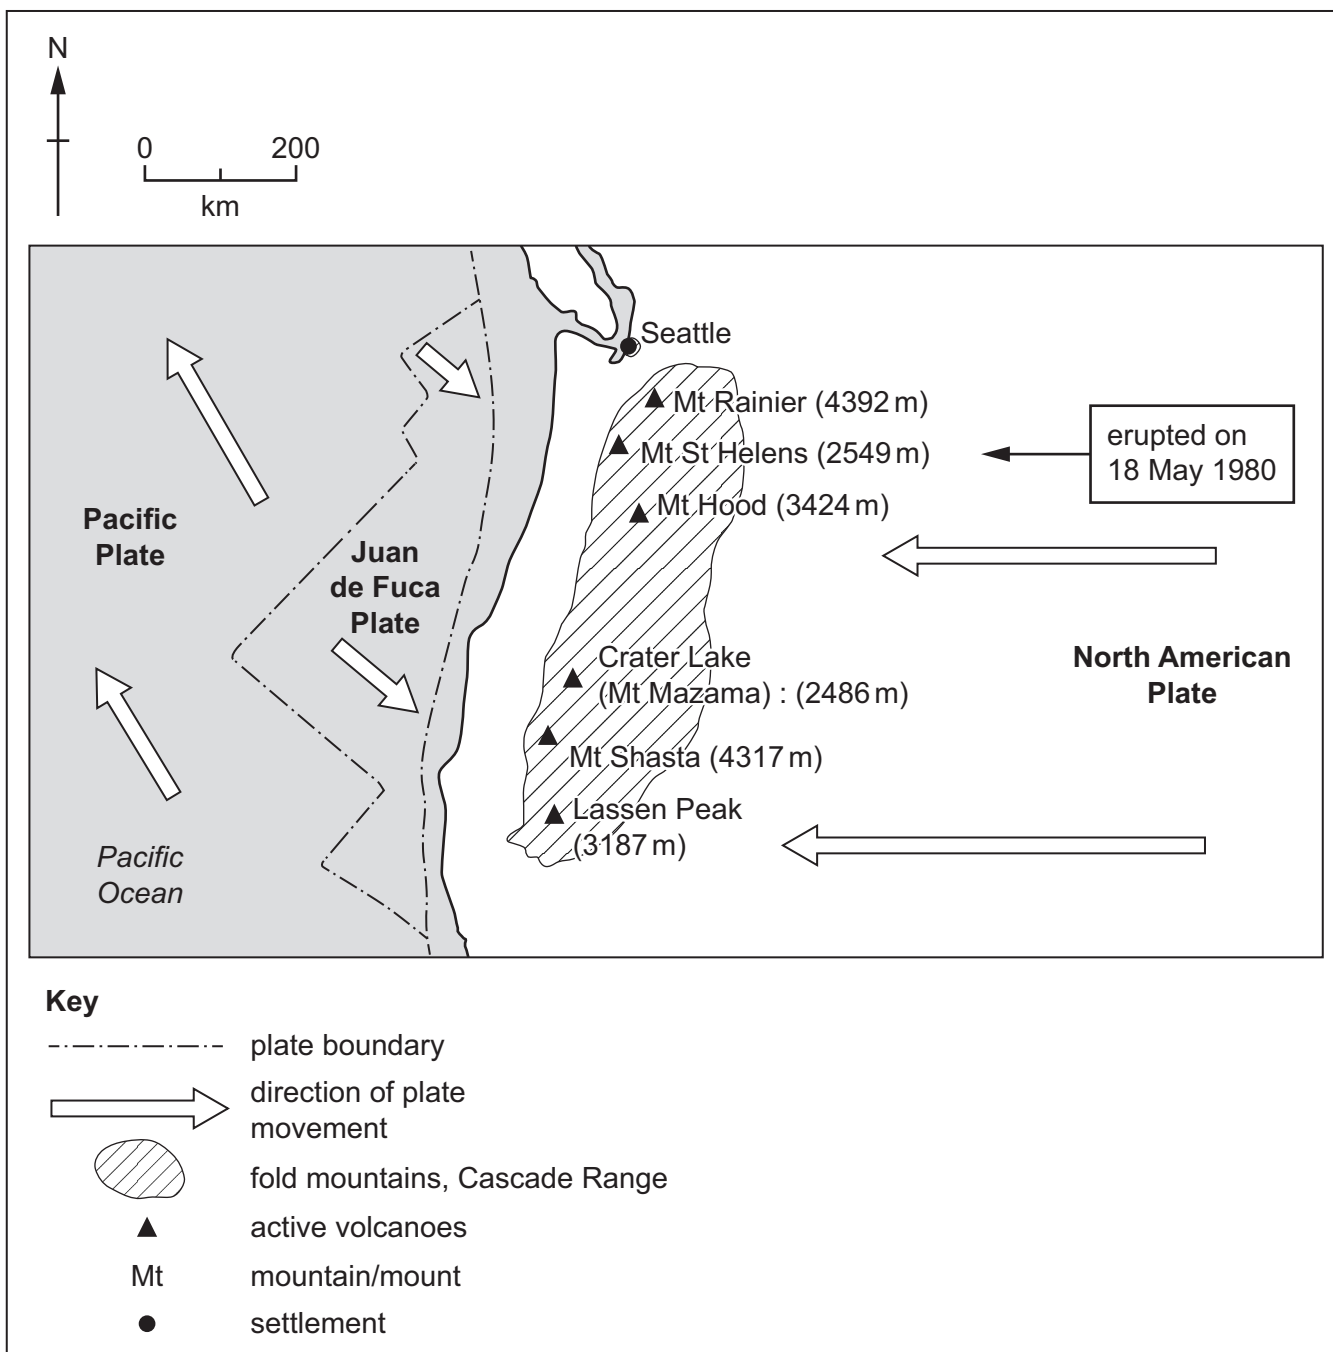 N
0 200
km
Seattle
Mt Rainier (4392 m)
Mt St Helens (2549 m)
erupted on
18 May 1980
Mt Hood (3424 m)
Pacific
Plate
Juan
de Fuca
Plate
Crater Lake
(Mt Mazama) : (2486 m)
North American
Plate
Mt Shasta (4317 m)
Lassen Peak
(3187 m)
Pacific
Ocean
Key
plate boundary
direction of plate
movement
fold mountains, Cascade Range
active volcanoes
Mt mountain/mount
settlement